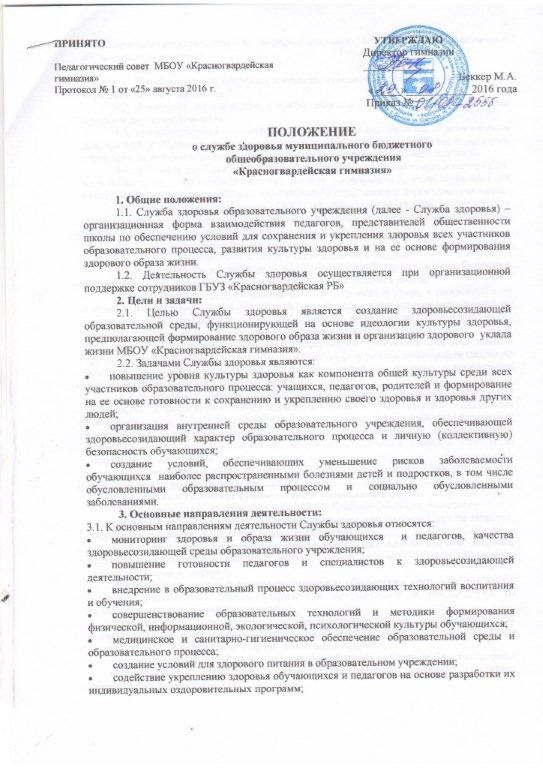 ПРИНЯТО
УТВЕРЖДАЮ
Директор гимназии
Педагогический совет МБОУ «Красногвардейская
гимназия»
Беккер М.А.
Протокол № 1 от «25» августа 2016 г.
2016 года
Приказ №
ПОЛОЖЕНИЕ
о службе здоровья муниципального бюджетного
общеобразовательного учреждения
«Красногвардейская гимназия»
1. Общие положения:
1.1. Служба здоровья образовательного учреждения (далее - Служба здоровья) –
организационная форма взаимодействия педагогов, представителей общественности
школы по обеспечению условий для сохранения и укрепления здоровья всех участников
образовательного процесса, развития культуры здоровья и на ее основе формирования
здорового образа жизни.
1.2. Деятельность Службы здоровья осуществляется при организационной
поддержке сотрудников ГБУЗ «Красногвардейская РБ»
2. Цели и задачи:
2.1. Целью Службы здоровья является создание здоровьесозидающей
образовательной среды, функционирующей на основе идеологии культуры здоровья,
предполагающей формирование здорового образа жизни и организацию здорового уклада
жизни МБОУ «Красногвардейская гимназия».
2.2. Задачами Службы здоровья являются:
• повышение уровня культуры здоровья как компонента общей культуры среди всех
участников образовательного процесса: учащихся, педагогов, родителей и формирование
на ее основе готовности к сохранению и укреплению своего здоровья и здоровья других
людей;
• организация внутренней среды образовательного учреждения, обеспечивающей
здоровьесозидающий характер образовательного процесса и личную (коллективную)
безопасность обучающихся;
• создание условий, обеспечивающих уменьшение рисков заболеваемости
обучающихся наиболее распространенными болезнями детей и подростков, в том числе
обусловленными образовательным процессом и социально обусловленными
заболеваниями.
3. Основные направления деятельности:
3.1. К основным направлениям деятельности Службы здоровья относятся:
• мониторинг здоровья и образа жизни обучающихся и педагогов, качества
здоровьесозидающей среды образовательного учреждения;
• повышение готовности педагогов и специалистов к здоровьесозидающей
деятельности;
• внедрение в образовательный процесс здоровьесозидающих технологий воспитания
и обучения;
• совершенствование образовательных технологий и методики формирования
физической, информационной, экологической, психологической культуры обучающихся;
• медицинское и санитарно-гигиеническое обеспечение образовательной среды и
образовательного процесса;
• создание условий для здорового питания в образовательном учреждении;
• содействие укреплению здоровья обучающихся и педагогов на основе разработки их
индивидуальных оздоровительных программ;